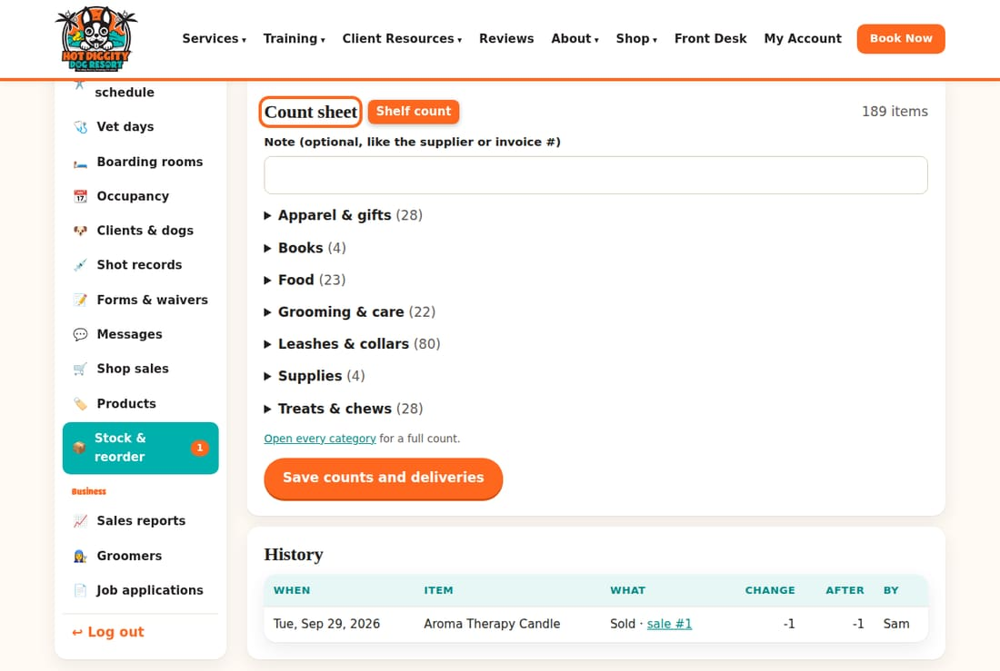 HOT DIGGITY
DOG RESORT
Services ▾ Training ▾ Client Resources ▾ Reviews About ▾ Shop ▾ Front Desk My Account Book Now
schedule
Vet days
Boarding rooms
Occupancy
Clients & dogs
Shot records
Forms & waivers
Messages
Shop sales
Products
Stock &
reorder
1
Business
Sales reports
Groomers
Job applications
↩ Log out
Count sheet Shelf count 189 items
Note (optional, like the supplier or invoice #)
▶ Apparel & gifts (28)
▶ Books (4)
▶ Food (23)
▶ Grooming & care (22)
▶ Leashes & collars (80)
▶ Supplies (4)
▶ Treats & chews (28)
Open every category for a full count.
Save counts and deliveries
History
WHEN ITEM WHAT CHANGE AFTER BY
Tue, Sep 29, 2026 Aroma Therapy Candle Sold · sale #1 -1 -1 Sam